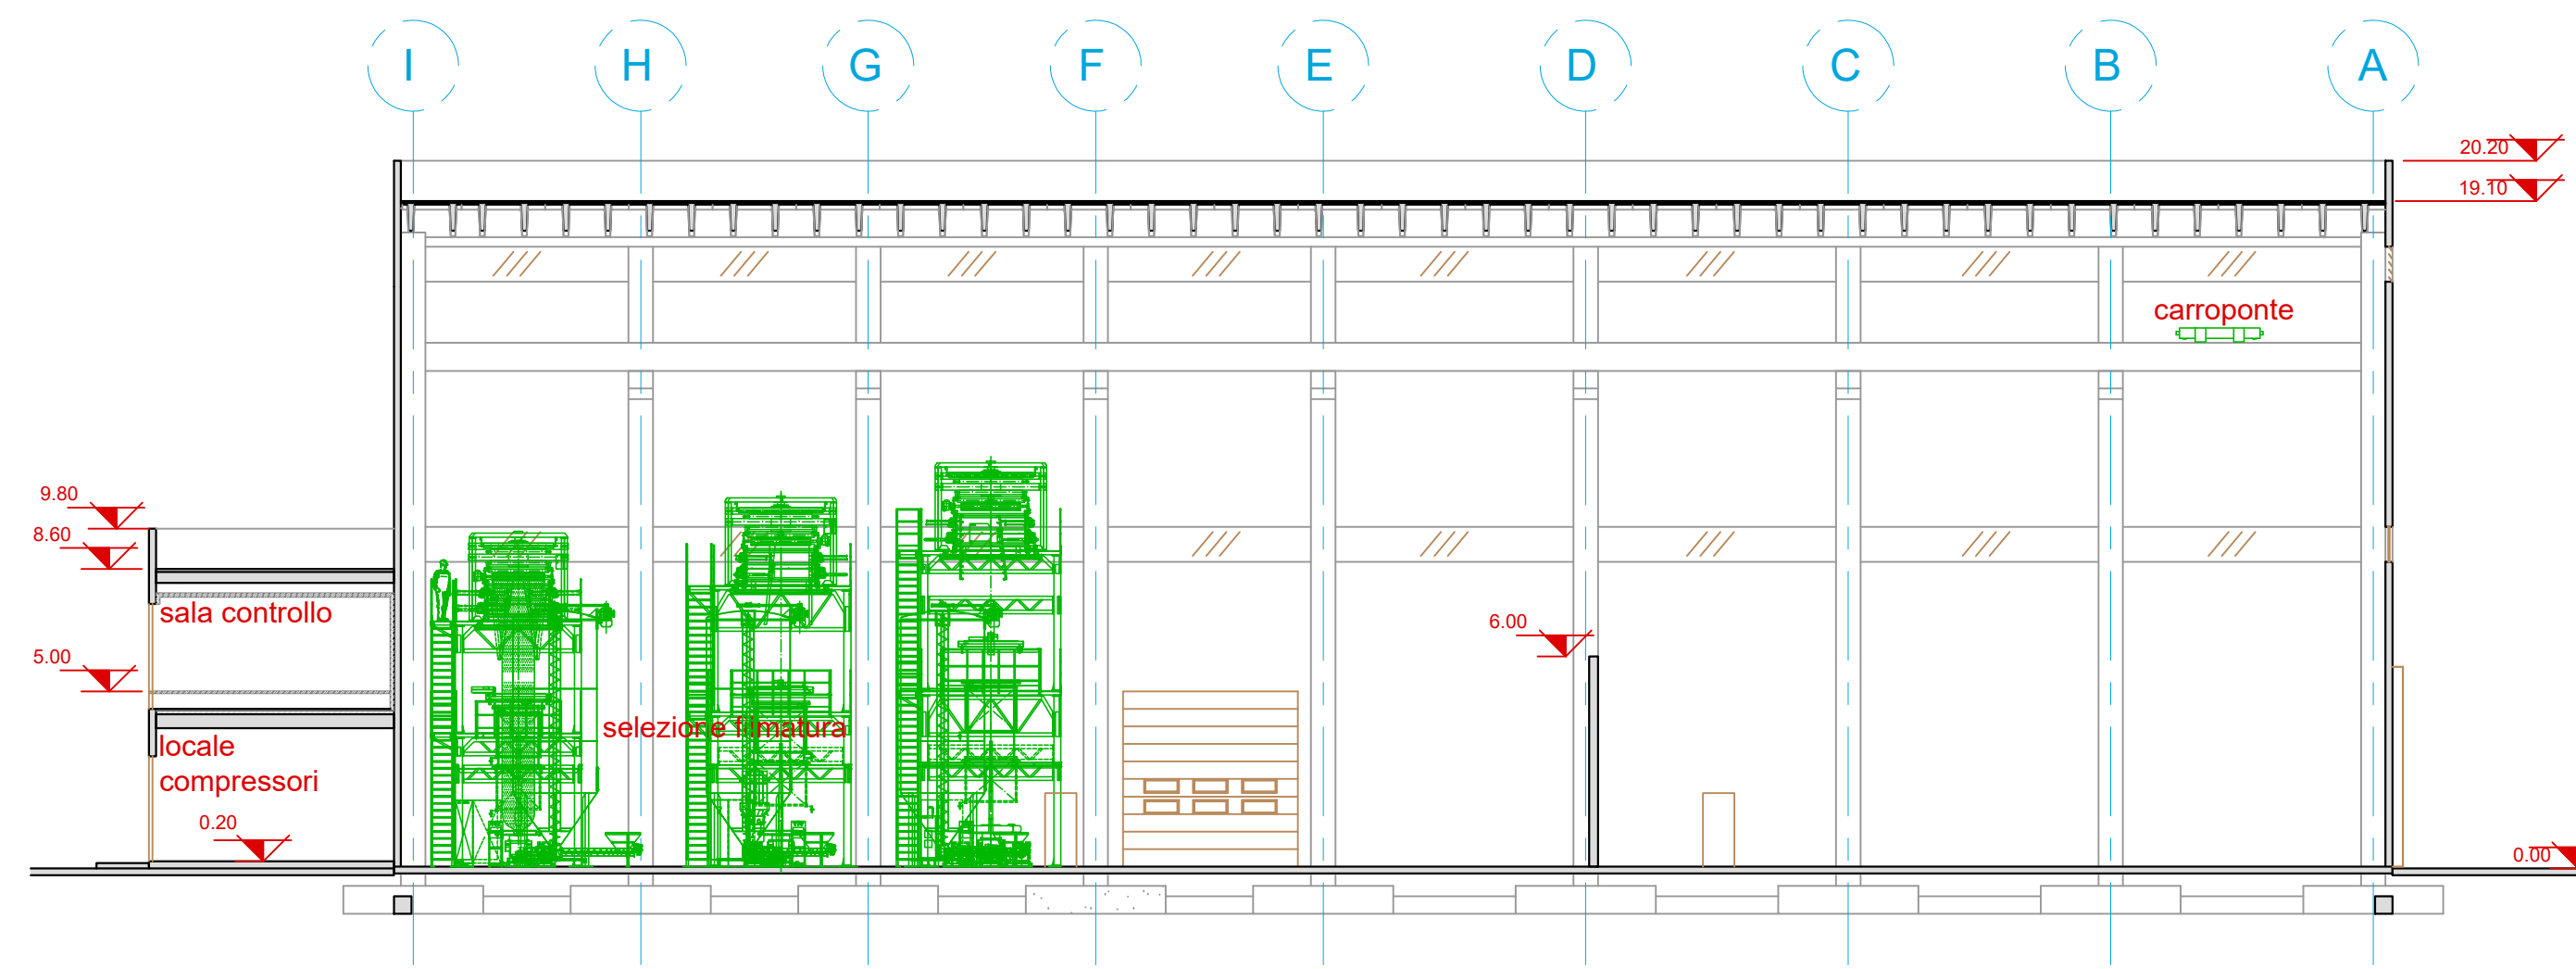 I H G F E D C B A
20.20
19.10
carroponte
9.80
8.60
sala controllo
6.00
5.00
selezione filmatura
locale
compressori
0.20
0.00